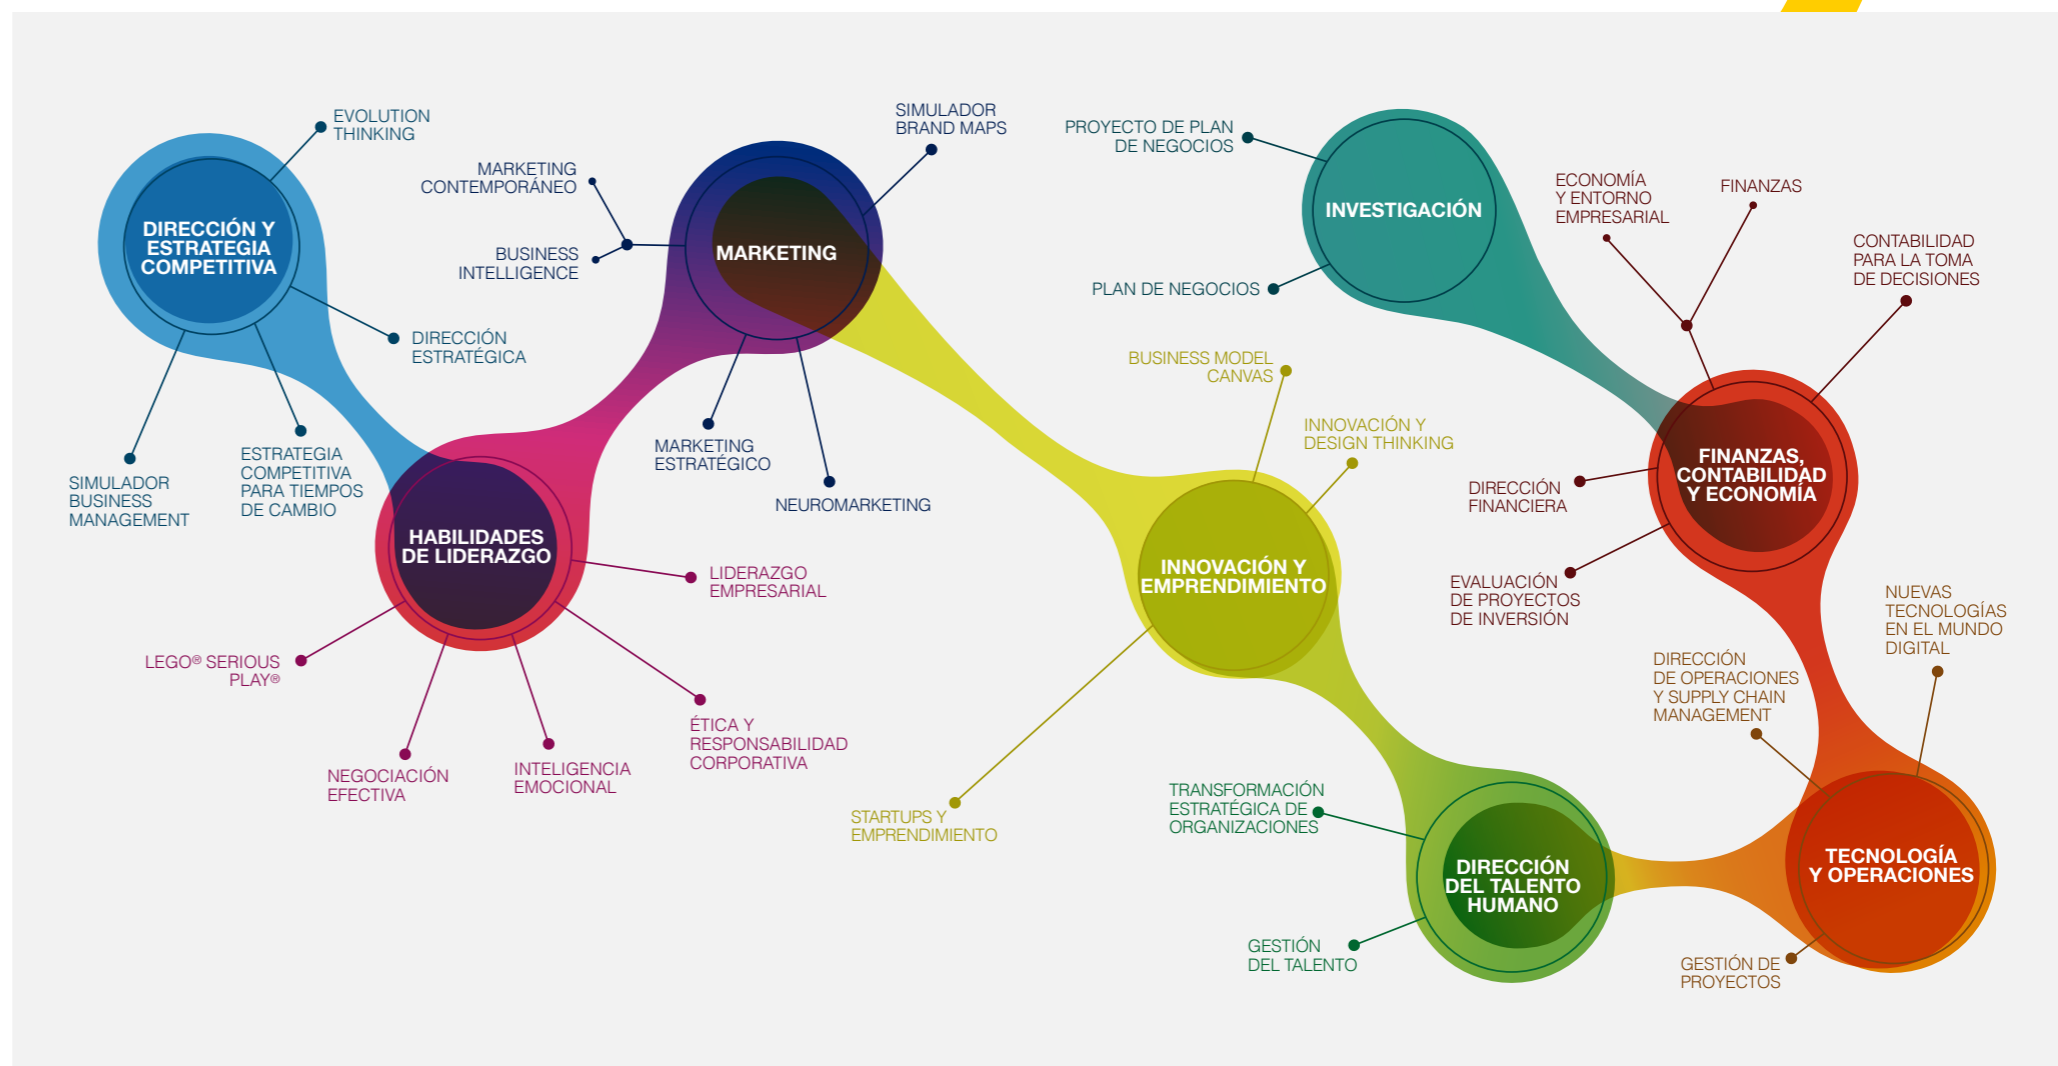 EVOLUTION
THINKING
DIRECCIÓN Y
ESTRATEGIA
COMPETITIVA
DIRECCIÓN
ESTRATÉGICA
SIMULADOR
BUSINESS
MANAGEMENT
ESTRATEGIA
COMPETITIVA
PARA TIEMPOS
DE CAMBIO
HABILIDADES
DE LIDERAZGO
LIDERAZGO
EMPRESARIAL
LEGO® SERIOUS
PLAY®
NEGOCIACIÓN
EFECTIVA
INTELIGENCIA
EMOCIONAL
ÉTICA Y
RESPONSABILIDAD
CORPORATIVA
MARKETING
CONTEMPORÁNEO
BUSINESS
INTELLIGENCE
SIMULADOR
BRAND MAPS
MARKETING
MARKETING
ESTRATÉGICO
NEUROMARKETING
BUSINESS MODEL
CANVAS
INNOVACIÓN Y
DESIGN THINKING
INNOVACIÓN Y
EMPRENDIMIENTO
STARTUPS Y
EMPRENDIMIENTO
TRANSFORMACIÓN
ESTRATÉGICA DE
ORGANIZACIONES
DIRECCIÓN
DEL TALENTO
HUMANO
GESTIÓN
DEL TALENTO
PROYECTO DE PLAN
DE NEGOCIOS
INVESTIGACIÓN
PLAN DE NEGOCIOS
ECONOMÍA
Y ENTORNO
EMPRESARIAL
FINANZAS
CONTABILIDAD
PARA LA TOMA
DE DECISIONES
FINANZAS,
CONTABILIDAD
Y ECONOMÍA
DIRECCIÓN
FINANCIERA
EVALUACIÓN
DE PROYECTOS
DE INVERSIÓN
NUEVAS
TECNOLOGÍAS
EN EL MUNDO
DIGITAL
DIRECCIÓN
DE OPERACIONES
Y SUPPLY CHAIN
MANAGEMENT
TECNOLOGÍA
Y OPERACIONES
GESTIÓN DE
PROYECTOS